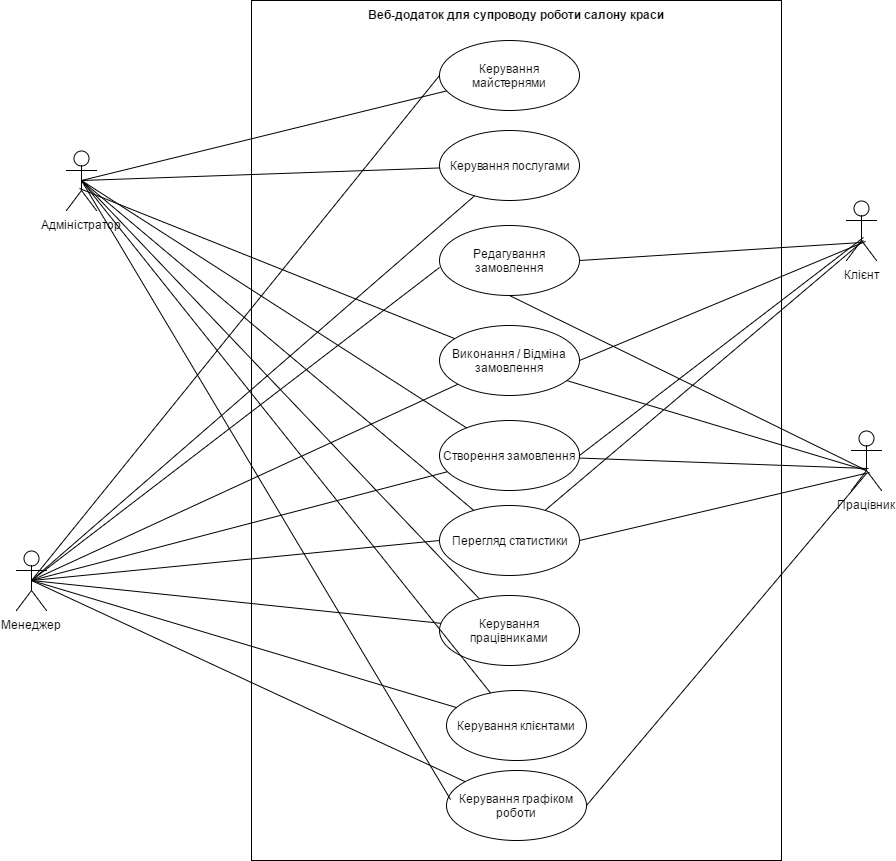 Веб-додаток для супроводу роботи салону краси
Керування
майстернями
Керування послугами
Адміністратор
Редагування
замовлення
Клієнт
Виконання / Відміна
замовлення
Створення замовлення
Працівник
Перегляд статистики
Керування
працівниками
Менеджер
Керування клієнтами
Керування графіком
роботи